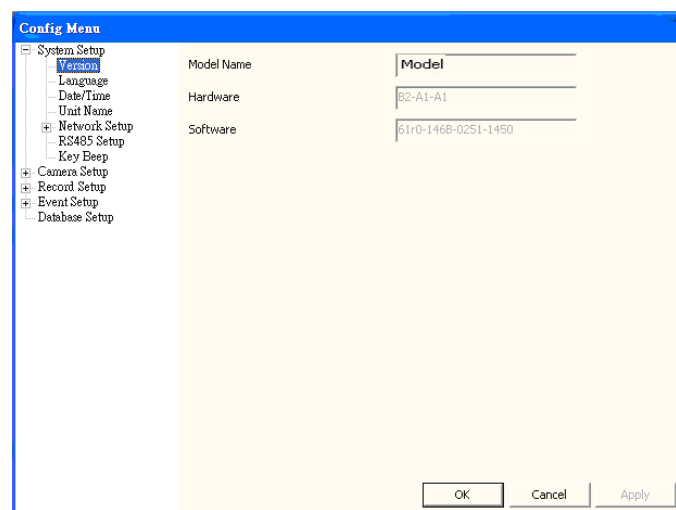 Config Menu
System Setup
Version
Language
Date/Time
Unit Name
Network Setup
RS485 Setup
Key Beep
Camera Setup
Record Setup
Event Setup
Database Setup
Model Name Model
Hardware B2-A1-A1
Software 61r0-146B-0251-1450
OK Cancel Apply